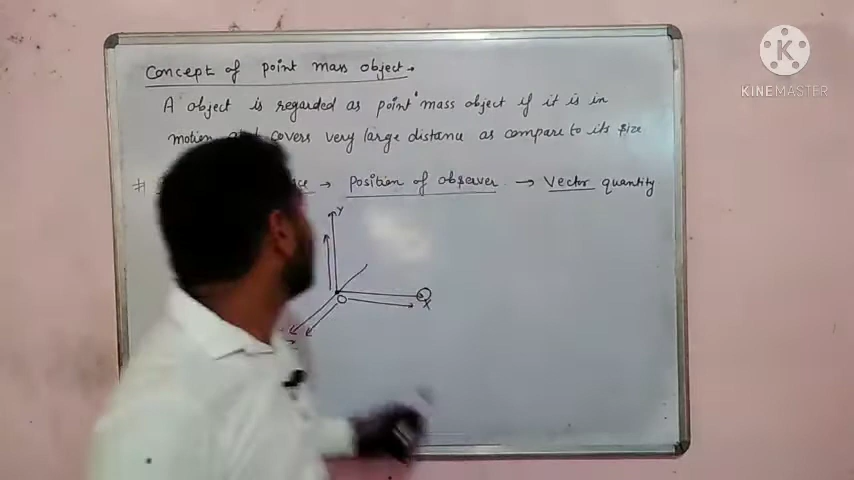 Concept of point mass object.
A object is regarded as point mass object if it is in
motion covers very large distance as compare to its size
# → Position of observer → Vector quantity
Y
O
X
K
KINEMASTER